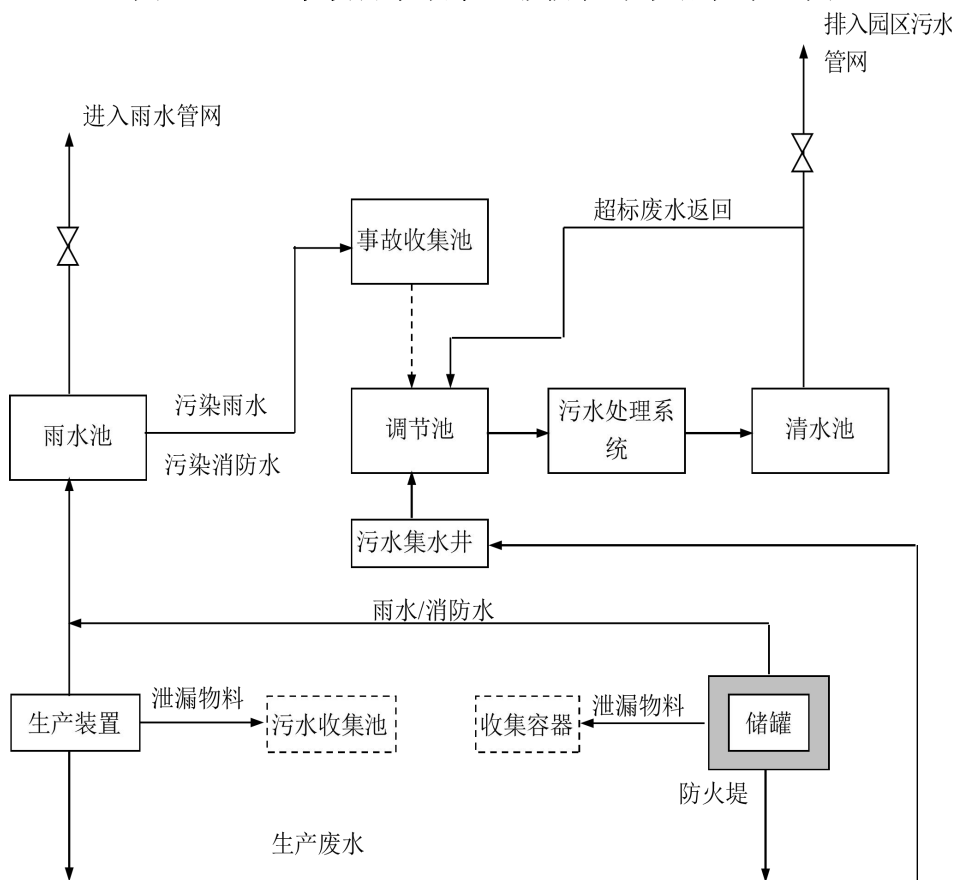 排入园区污水
管网
进入雨水管网
超标废水返回
事故收集池
污染雨水
雨水池
污染消防水
调节池
污水处理系
统
清水池
污水集水井
雨水/消防水
泄漏物料
生产装置
污水收集池
收集容器
泄漏物料
储罐
防火堤
生产废水